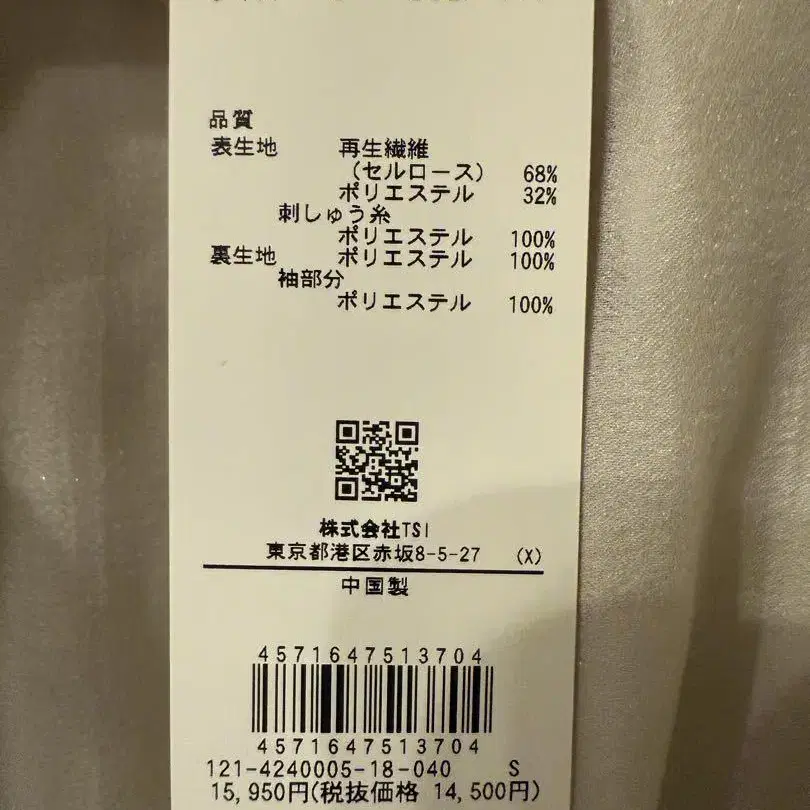 品質
表生地 再生繊維
(セルロース) 68%
ポリエステル 32%
刺しゅう糸
ポリエステル 100%
裏生地 ポリエステル 100%
袖部分
ポリエステル 100%
株式会社TSI
東京都港区赤坂8-5-27 (X)
中国製
4571647513704
4571647513704
121-4240005-18-040 S
15,950円(税抜価格 14,500円)